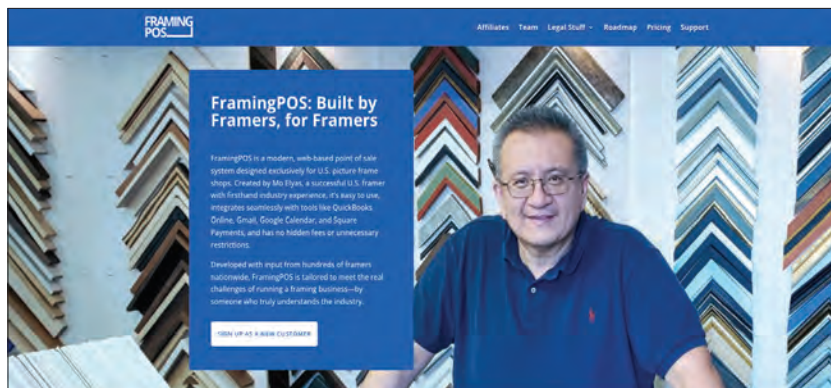 FRAMING
POS
Affiliates Team Legal Stuff Roadmap Pricing Support
FramingPOS: Built by
Framers, for Framers
FramingPOS is a modern, web-based point of sale
system designed exclusively for U.S. picture frame
shops. Created by Mo Elyas, a successful U.S. framer
with firsthand industry experience, it's easy to use,
integrates seamlessly with tools like QuickBooks
Online, Gmail, Google Calendar, and Square
Payments, and has no hidden fees or unnecessary
restrictions.
Developed with input from hundreds of framers
nationwide, FramingPOS is tailored to meet the real
challenges of running a framing business—by
someone who truly understands the industry.
SIGN UP AS A NEW CUSTOMER